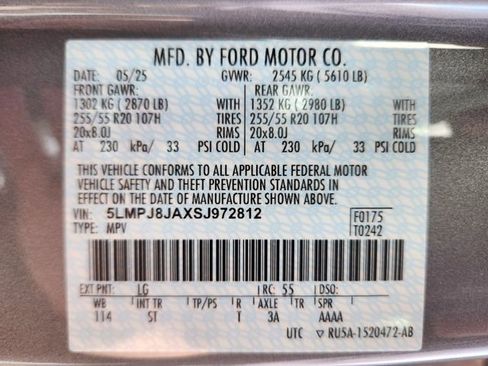 MFD. BY FORD MOTOR CO.
DATE: 05/25 GVWR: 2545 KG ( 5610 LB)
FRONT GAWR: REAR GAWR:
1302 KG ( 2870 LB) WITH 1352 KG ( 2980 LB) WITH
255/55 R20 107H TIRES 255/55 R20 107H TIRES
20x8.0J RIMS 20x8.0J RIMS
AT 230 kPa/ 33 PSI COLD AT 230 kPa/ 33 PSI COLD
THIS VEHICLE CONFORMS TO ALL APPLICABLE FEDERAL MOTOR
VEHICLE SAFETY AND THEFT PREVENTION STANDARDS IN
EFFECT ON THE DATE OF MANUFACTURE SHOWN ABOVE.
VIN: 5LMPJ8JAXSJ972812 F0175
TYPE: MPV T0242
EXT PNT: LG RC: 55 DSO:
WB INT TR TP/PS R AXLE TR SPR
114 ST T 3A AAAA
UTC ▽ RU5A-1520472-AB